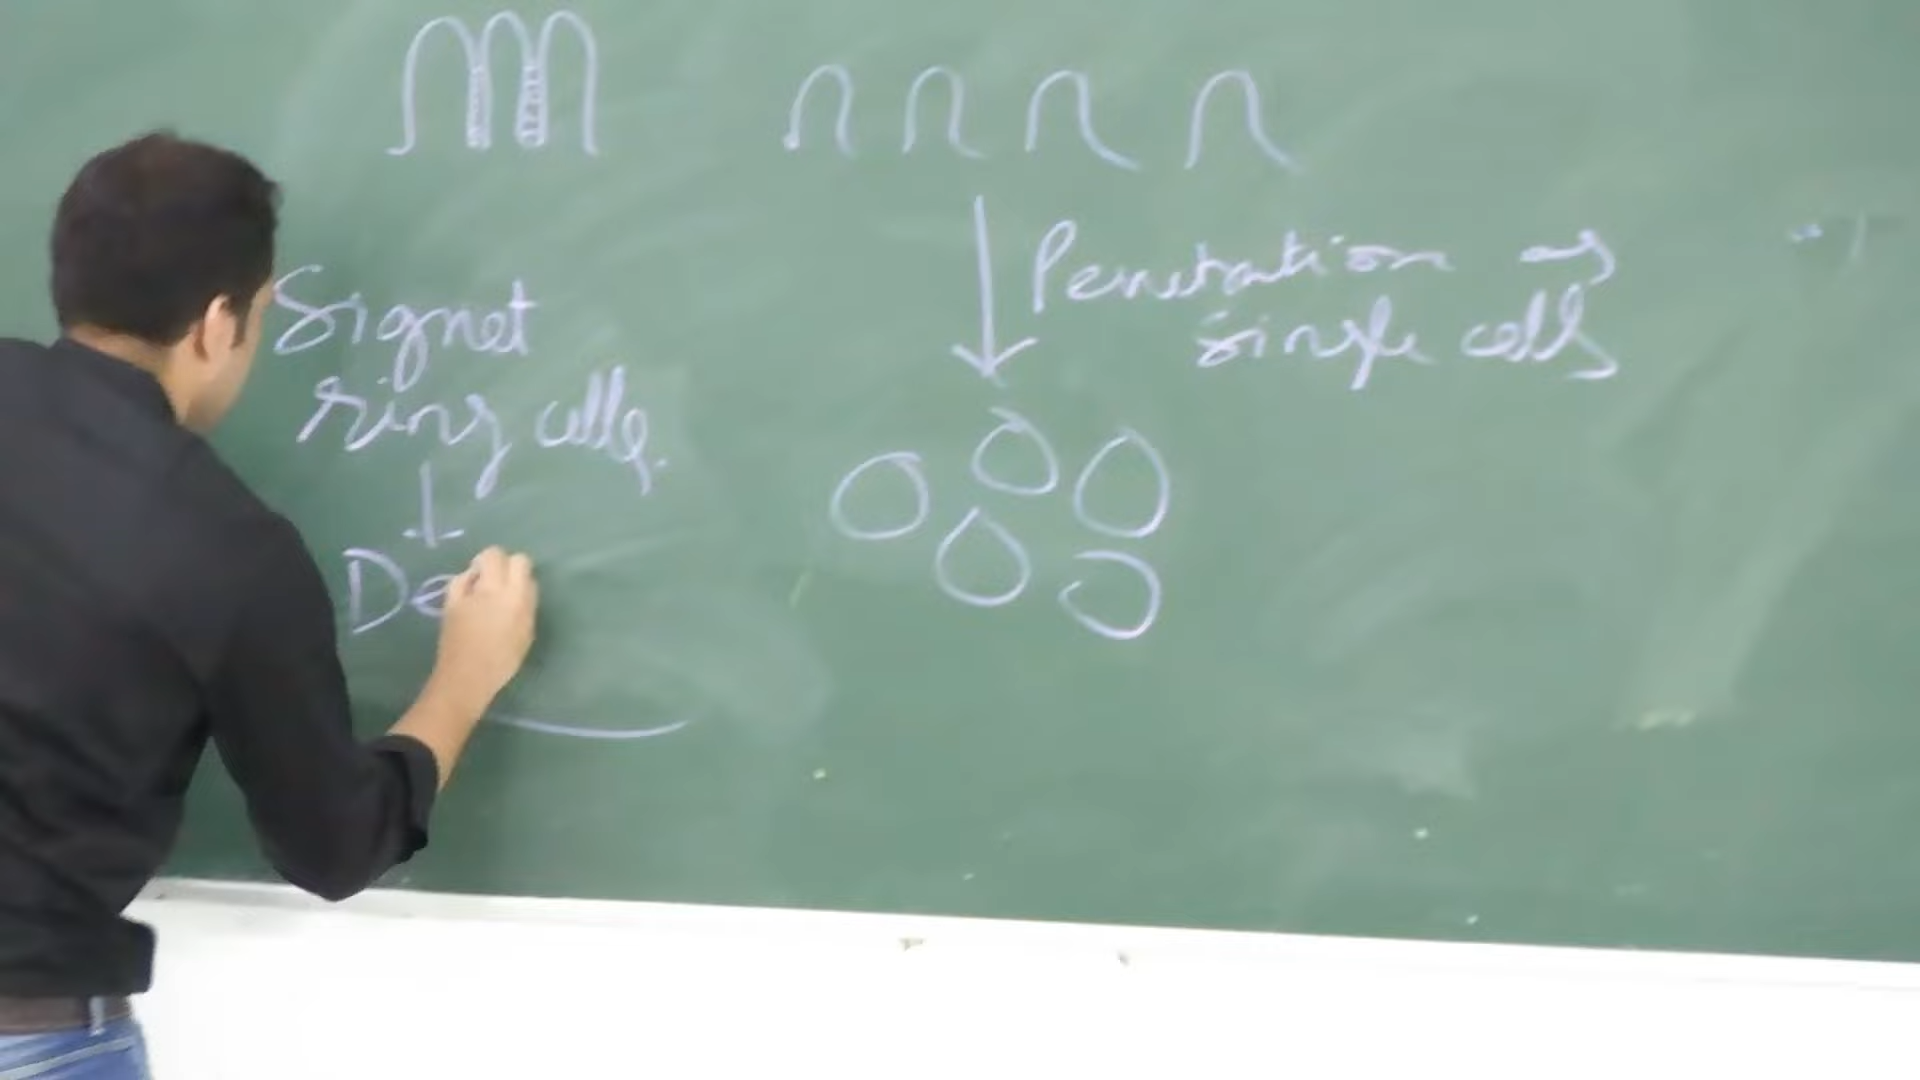 Signet
ring cells.
De
Penetration as
single cells